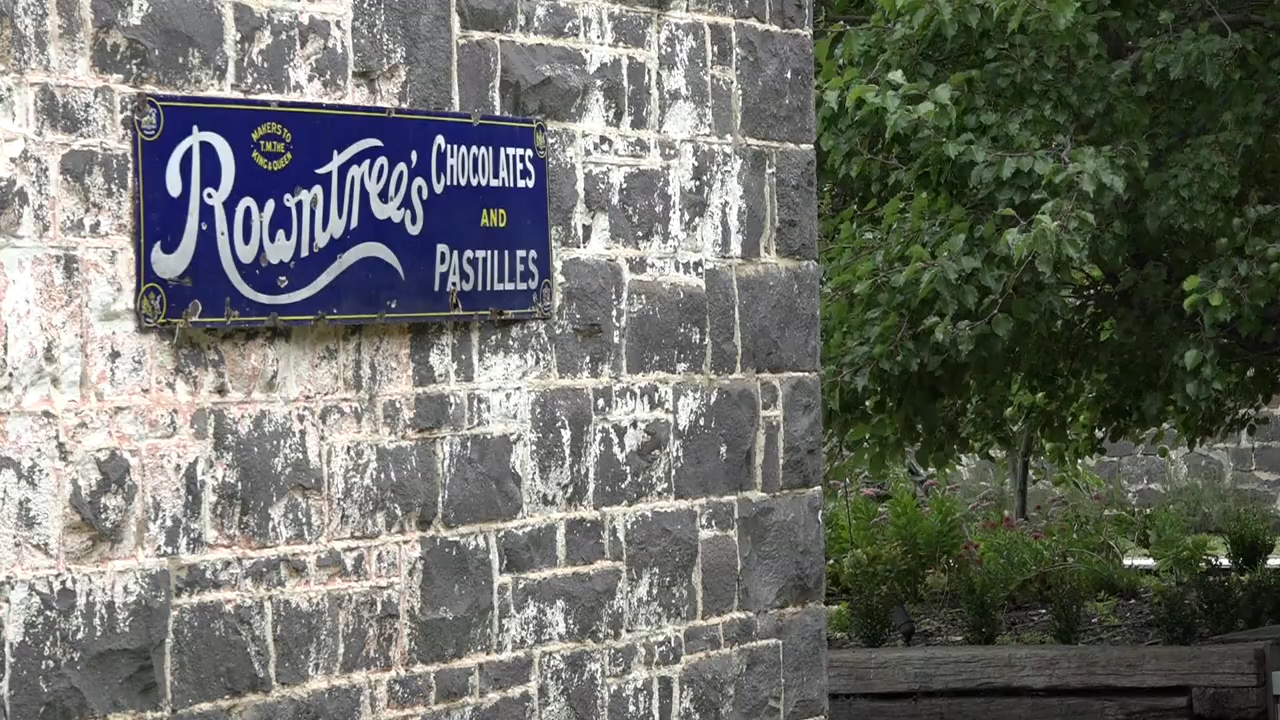 MAKERS TO
T.M. THE
KING & QUEEN
Rowntree's
CHOCOLATES
AND
PASTILLES